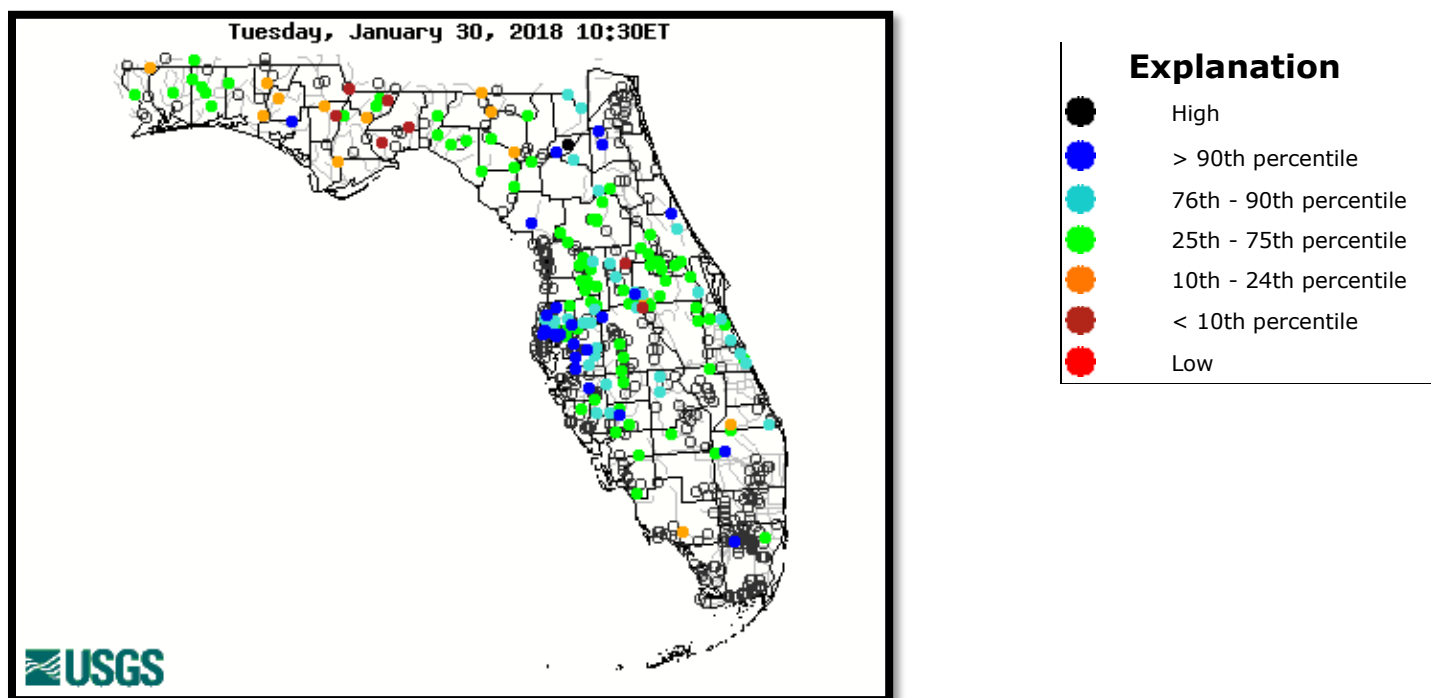 Tuesday, January 30, 2018 10:30ET
USGS
Explanation
High
> 90th percentile
76th - 90th percentile
25th - 75th percentile
10th - 24th percentile
< 10th percentile
Low